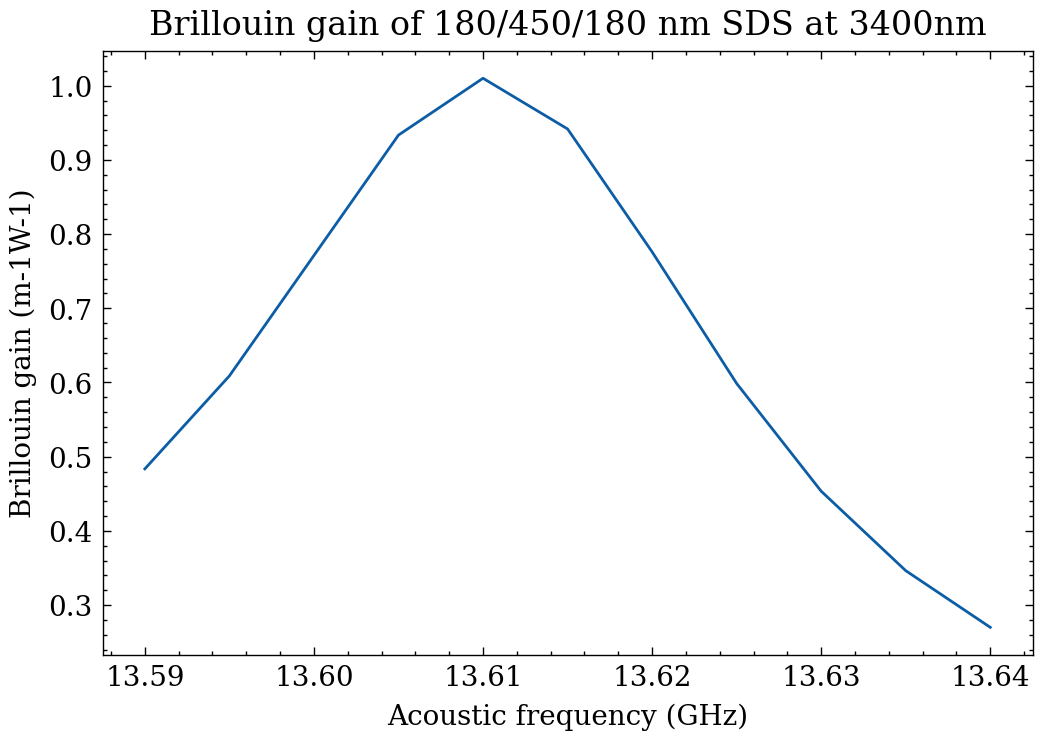 Brillouin gain of 180/450/180 nm SDS at 3400nm
1.0
0.9
0.8
0.7
0.6
0.5
0.4
0.3
Brillouin gain (m-1W-1)
13.59 13.60 13.61 13.62 13.63 13.64
Acoustic frequency (GHz)